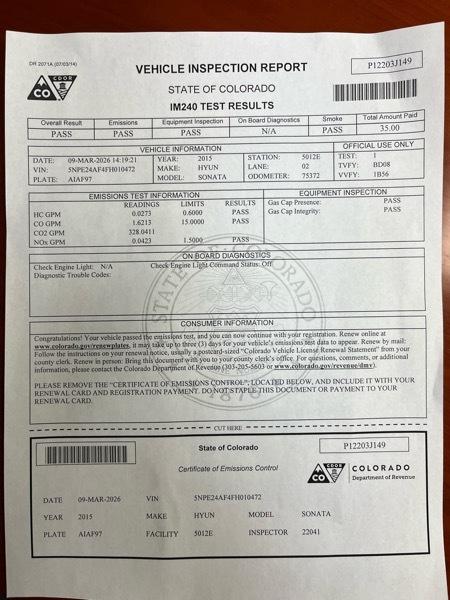 DR 2071A (07/03/14)
CDOR
CO
VEHICLE INSPECTION REPORT
STATE OF COLORADO
IM240 TEST RESULTS
P12203J149
Overall Result Emissions Equipment Inspection On Board Diagnostics Smoke Total Amount Paid
PASS PASS PASS N/A PASS 35.00
VEHICLE INFORMATION OFFICIAL USE ONLY
DATE: 09-MAR-2026 14:19:21 YEAR: 2015 STATION: 5012E TEST: 1
VIN: 5NPE24AF4FH010472 MAKE: HYUN LANE: 02 TVFY: BD08
PLATE: AIAF97 MODEL: SONATA ODOMETER: 75372 VVFY: 1B56
EMISSIONS TEST INFORMATION EQUIPMENT INSPECTION
READINGS LIMITS RESULTS
HC GPM 0.0273 0.6000 PASS
CO GPM 1.6213 15.0000 PASS
CO2 GPM 328.0411
NOx GPM 0.0423 1.5000 PASS
Gas Cap Presence: PASS
Gas Cap Integrity: PASS
ON BOARD DIAGNOSTICS
Check Engine Light: N/A Check Engine Light Command Status: Off
Diagnostic Trouble Codes:
STATE OF COLORADO
1876
CONSUMER INFORMATION
Congratulations! Your vehicle passed the emissions test, and you can now continue with your registration. Renew online at
www.colorado.gov/renewplates, it may take up to three (3) days for your vehicle's emissions test data to appear. Renew by mail:
Follow the instructions on your renewal notice, usually a postcard-sized "Colorado Vehicle License Renewal Statement" from your
county clerk. Renew in person: Bring this document with you to your county clerk's office. For questions, comments, or additional
information, please contact the Colorado Department of Revenue (303-205-5603 or www.colorado.gov/revenue/dmv).
PLEASE REMOVE THE "CERTIFICATE OF EMISSIONS CONTROL", LOCATED BELOW, AND INCLUDE IT WITH YOUR
RENEWAL CARD AND REGISTRATION PAYMENT. DO NOT STAPLE THIS DOCUMENT OR PAYMENT TO YOUR
RENEWAL CARD.
CUT HERE
State of Colorado
P12203J149
Certificate of Emissions Control
CDOR
CO
COLORADO
Department of Revenue
DATE 09-MAR-2026 VIN 5NPE24AF4FH010472
YEAR 2015 MAKE HYUN MODEL SONATA
PLATE AIAF97 FACILITY 5012E INSPECTOR 22041